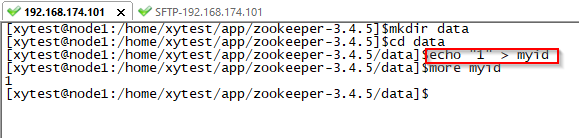 192.168.174.101 SFTP-192.168.174.101
[xytest@node1:/home/xytest/app/zookeeper-3.4.5]$mkdir data
[xytest@node1:/home/xytest/app/zookeeper-3.4.5]$cd data
[xytest@node1:/home/xytest/app/zookeeper-3.4.5/data]$echo "1" > myid
[xytest@node1:/home/xytest/app/zookeeper-3.4.5/data]$more myid
1
[xytest@node1:/home/xytest/app/zookeeper-3.4.5/data]$